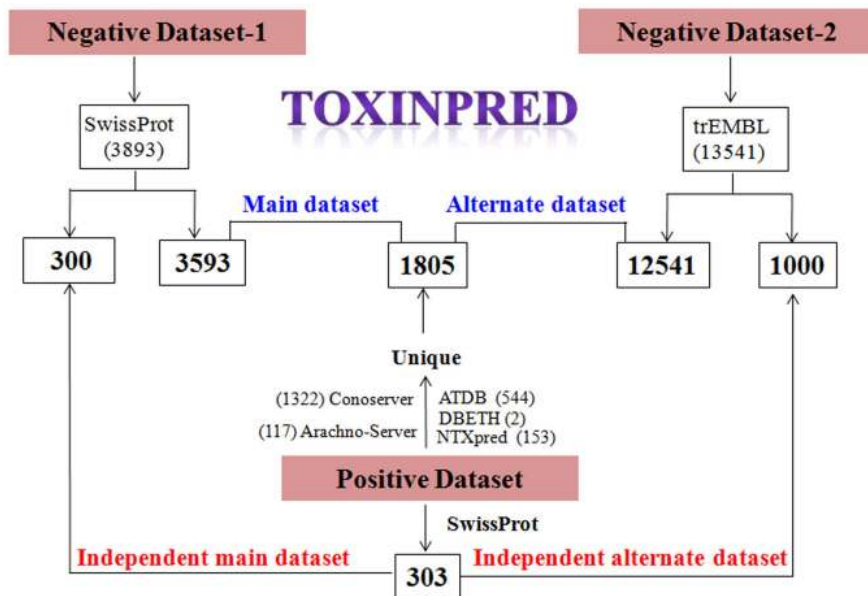 Negative Dataset-1
Negative Dataset-2
TOXINPRED
SwissProt
(3893)
trEMBL
(13541)
Main dataset
Alternate dataset
300
3593
1805
12541
1000
Unique
(1322) Conoserver
ATDB (544)
DBETH (2)
(117) Arachno-Server
NTXpred (153)
Positive Dataset
SwissProt
Independent main dataset
Independent alternate dataset
303